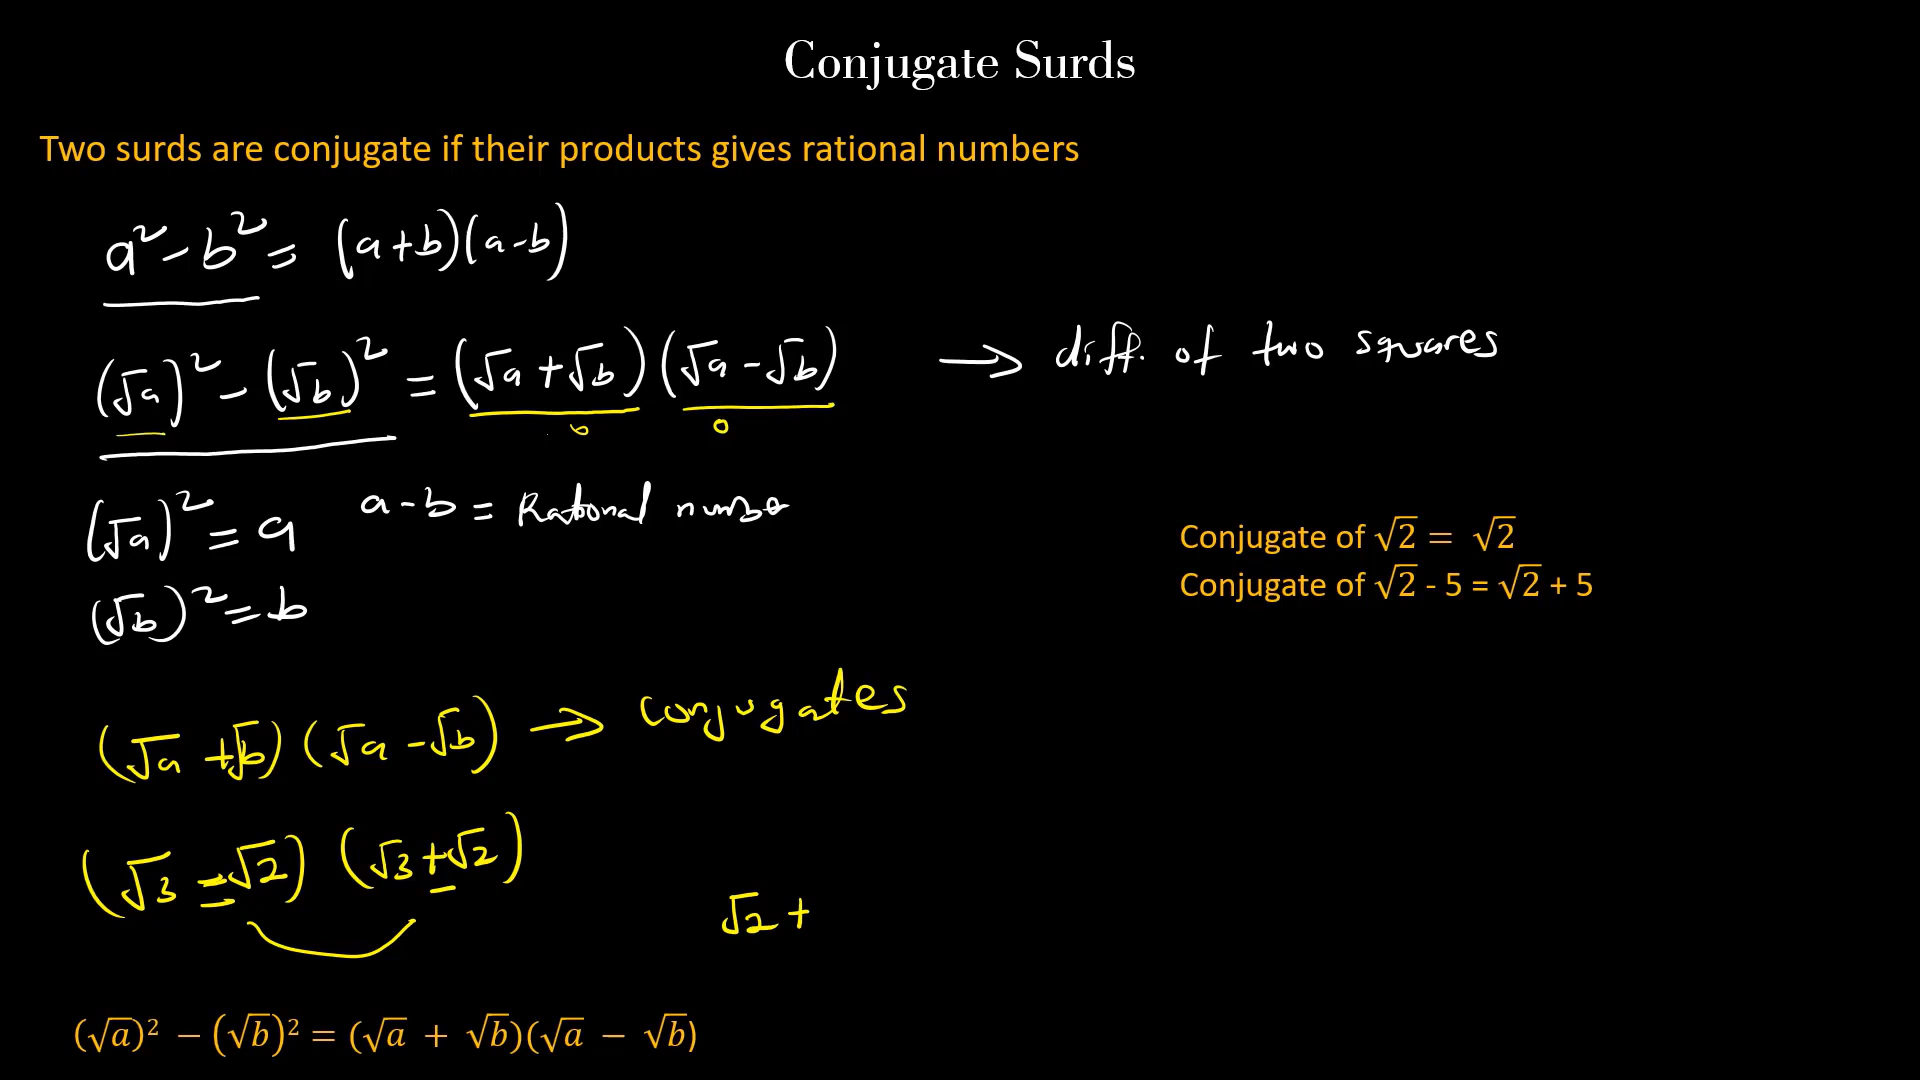 Conjugate Surds
Two surds are conjugate if their products gives rational numbers
a² - b² = (a+b)(a-b)
(√a)² - (√b)² = (√a + √b)(√a - √b) → diff. of two squares
(√a)² = a   a - b = Rational number
(√b)² = b
Conjugate of √2 = √2
Conjugate of √2 - 5 = √2 + 5
(√a + √b)(√a - √b) → conjugates
(√3 - √2)(√3 + √2)
√2 +
(√a)² - (√b)² = (√a + √b)(√a - √b)